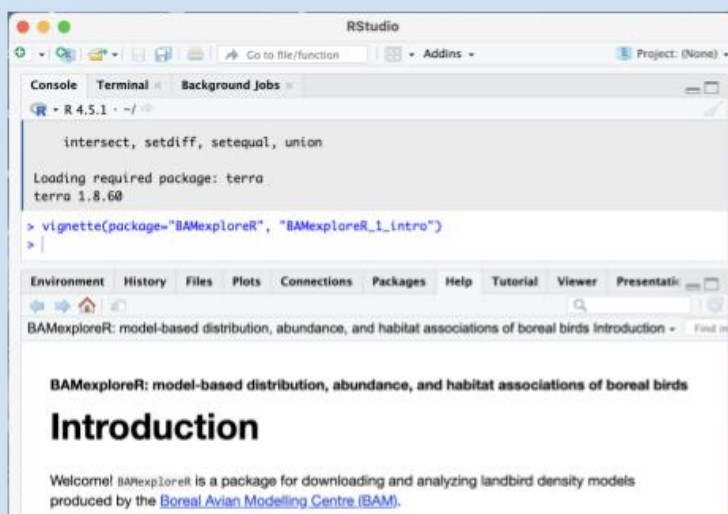 RStudio
Go to file/function
Addins
Project: (None)
Console Terminal Background Jobs
R 4.5.1 · ~/
intersect, setdiff, setequal, union
Loading required package: terra
terra 1.8.60
> vignette(package="BAMexploreR", "BAMexploreR_1_intro")
>
Environment History Files Plots Connections Packages Help Tutorial Viewer Presentatic
BAMexploreR: model-based distribution, abundance, and habitat associations of boreal birds Introduction
Find in
BAMexploreR: model-based distribution, abundance, and habitat associations of boreal birds
Introduction
Welcome! BAMexploreR is a package for downloading and analyzing landbird density models
produced by the Boreal Avian Modelling Centre (BAM).